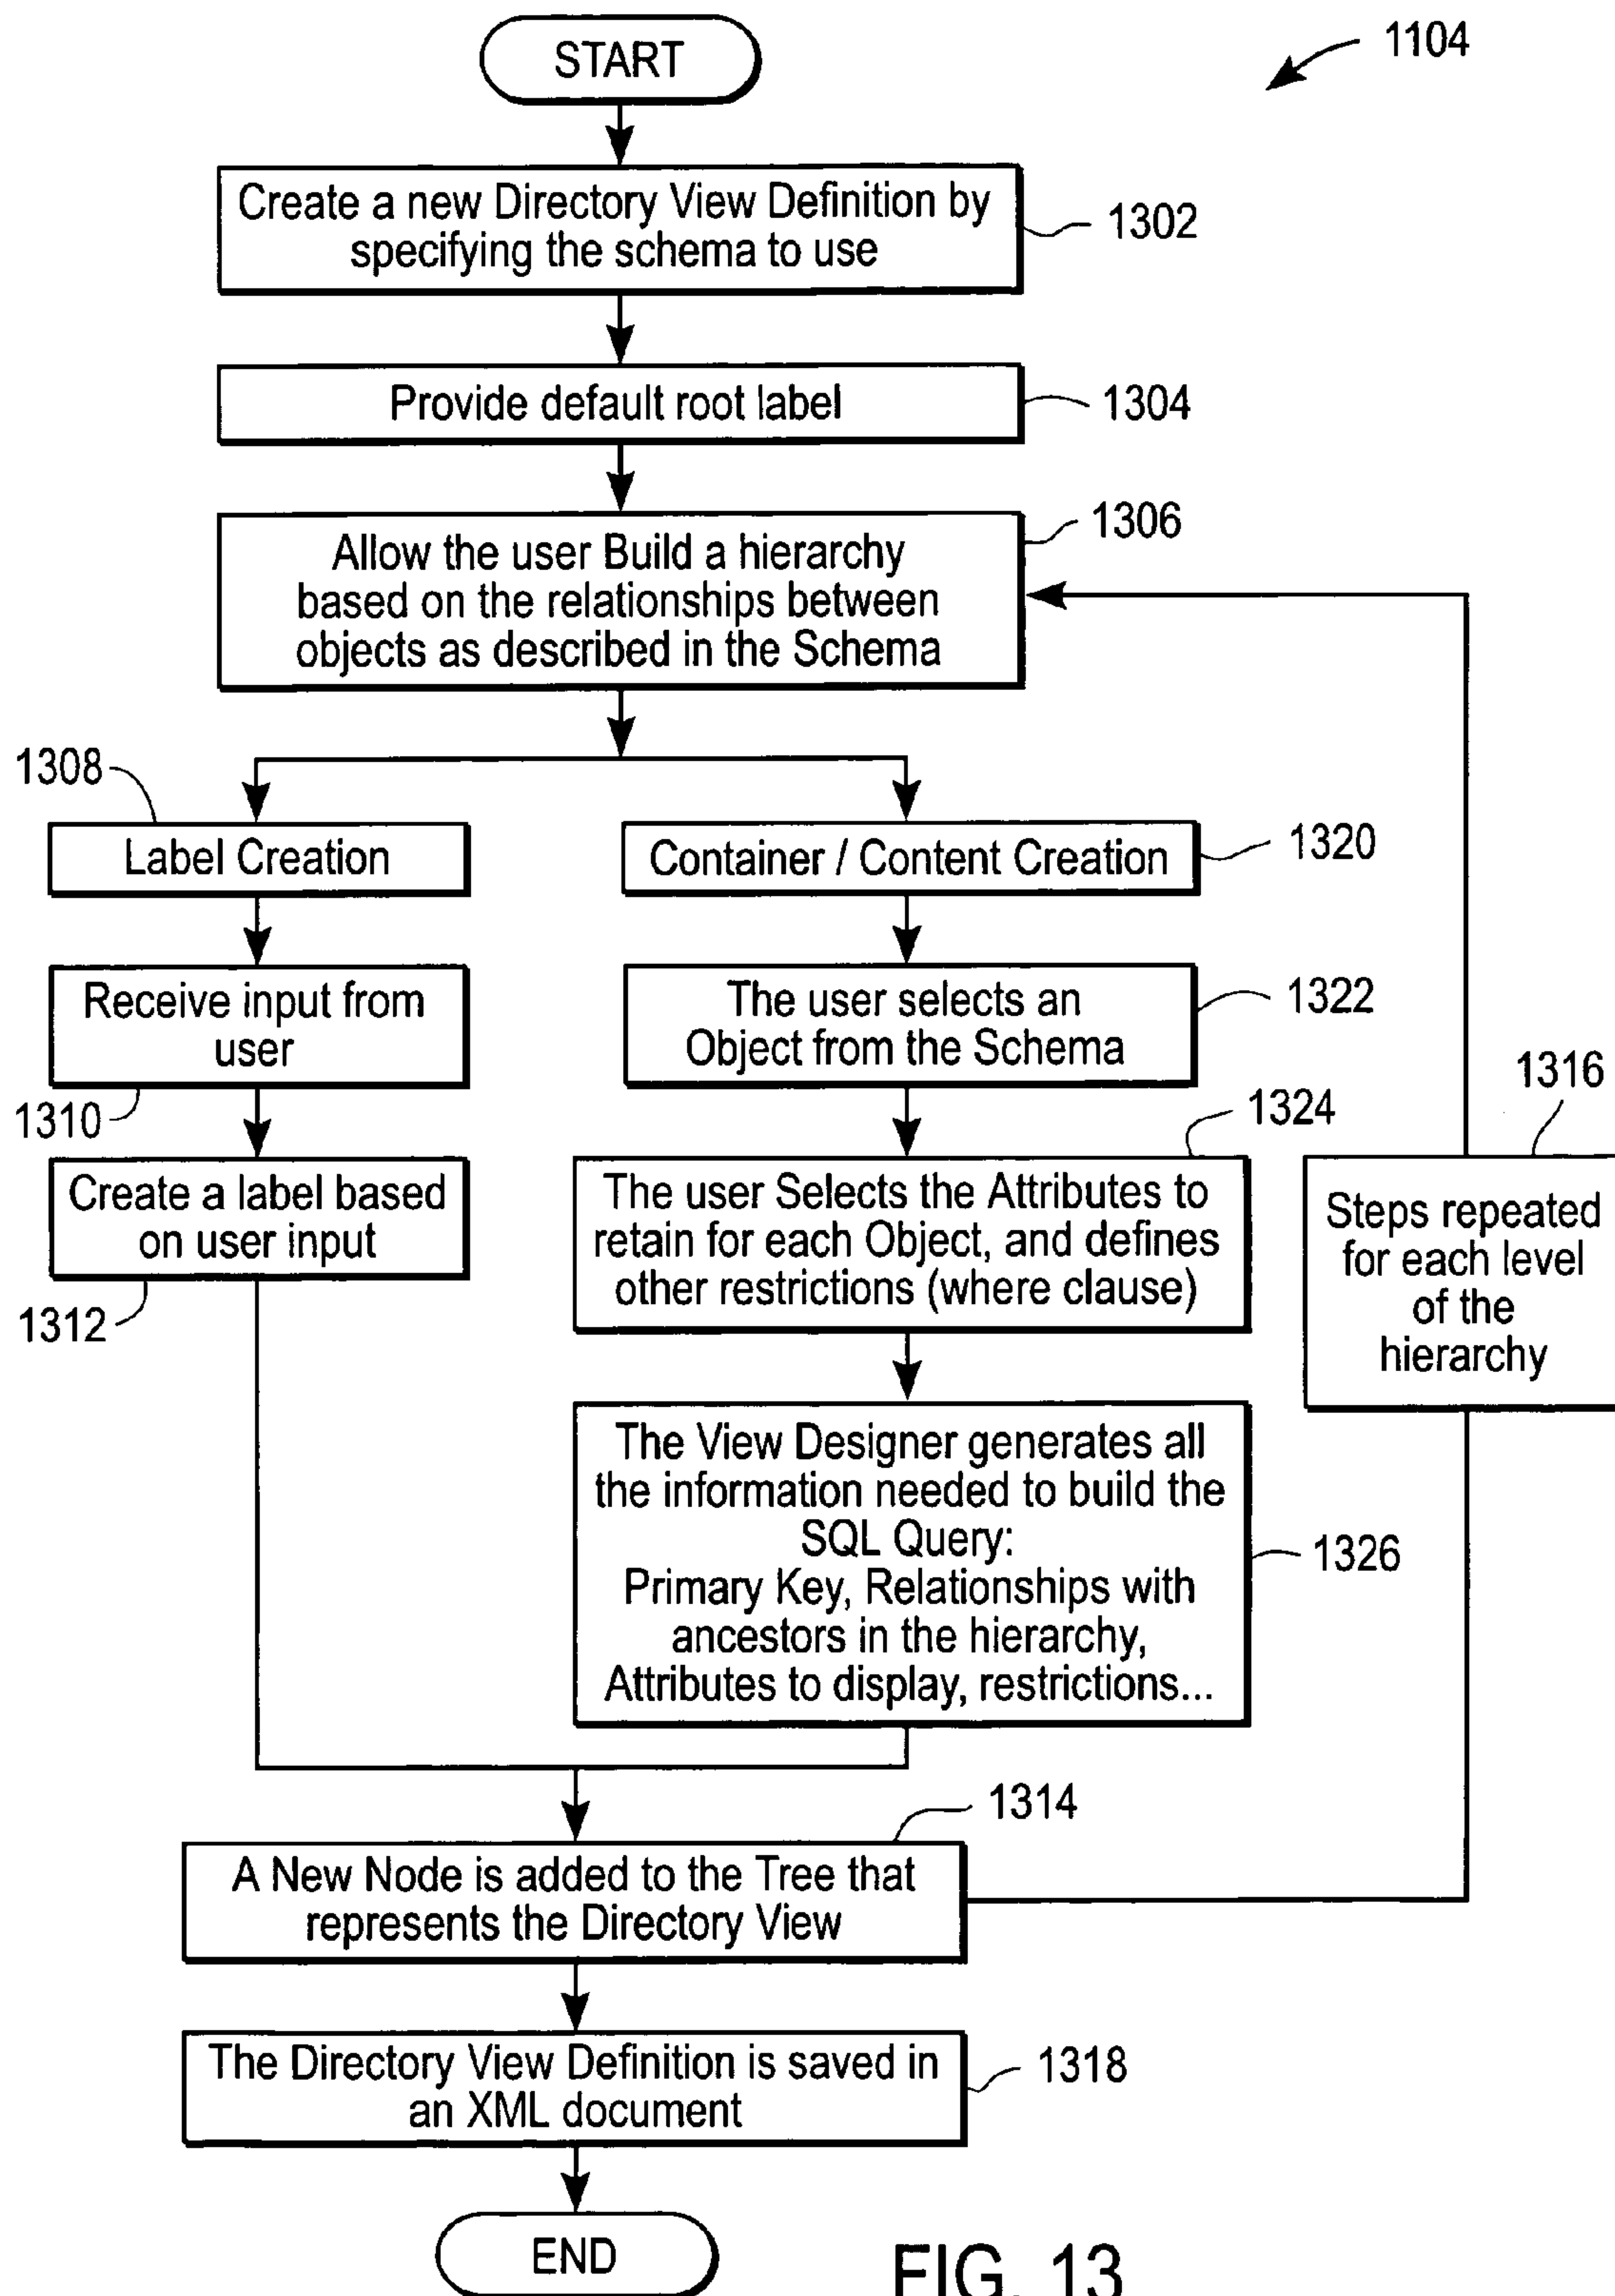 START
1104
Create a new Directory View Definition by
specifying the schema to use
1302
Provide default root label
1304
Allow the user Build a hierarchy
based on the relationships between
objects as described in the Schema
1306
1308
Label Creation
Container / Content Creation
1320
Receive input from
user
1310
The user selects an
Object from the Schema
1322
Create a label based
on user input
1312
The user Selects the Attributes to
retain for each Object, and defines
other restrictions (where clause)
1324
1316
Steps repeated
for each level
of the
hierarchy
The View Designer generates all
the information needed to build the
SQL Query:
Primary Key, Relationships with
ancestors in the hierarchy,
Attributes to display, restrictions...
1326
1314
A New Node is added to the Tree that
represents the Directory View
The Directory View Definition is saved in
an XML document
1318
END
FIG. 13